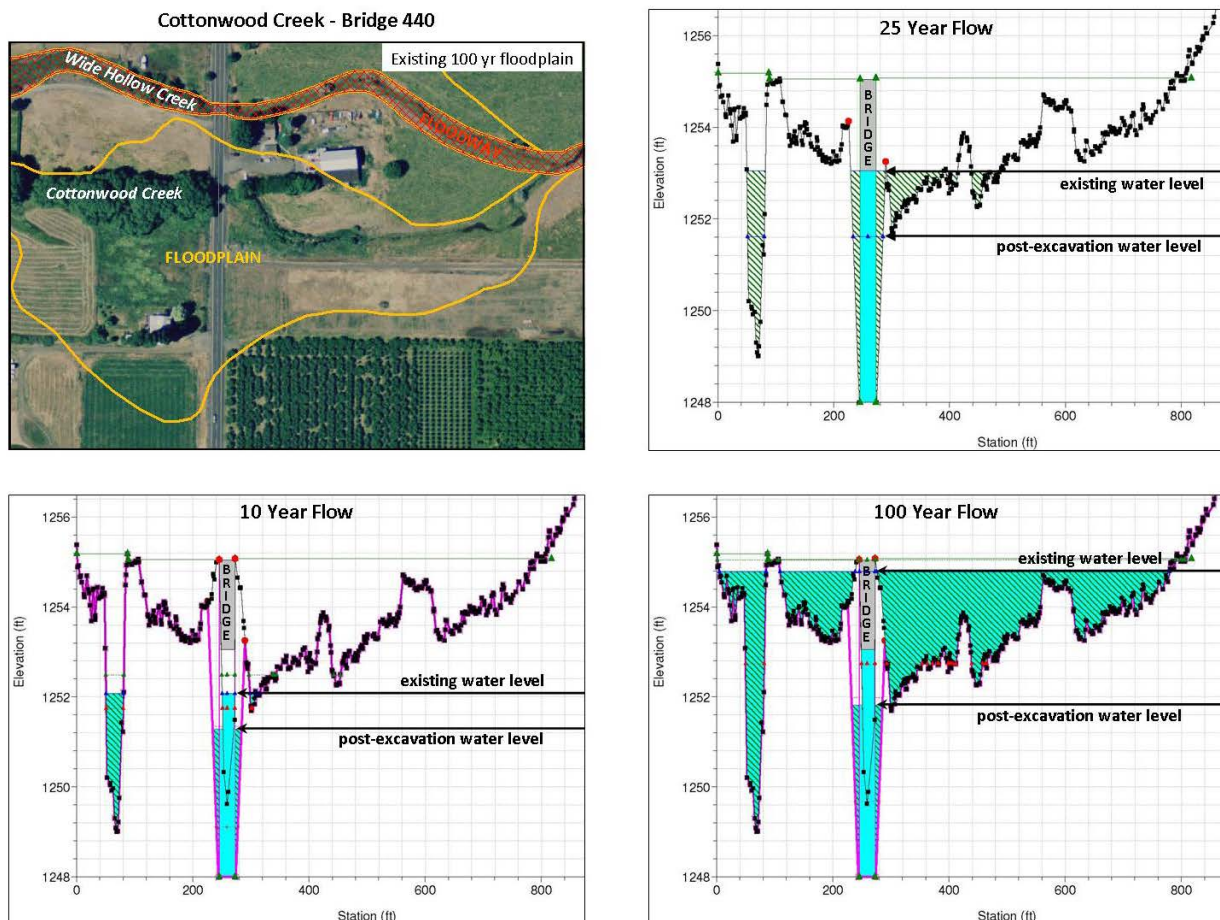 Cottonwood Creek - Bridge 440
Existing 100 yr floodplain
Wide Hollow Creek
FLOODWAY
Cottonwood Creek
FLOODPLAIN
25 Year Flow
1256
1254
1252
1250
1248
Elevation (ft)
BRIDGE
existing water level
post-excavation water level
0
200
400
600
800
Station (ft)
10 Year Flow
1256
1254
1252
1250
1248
Elevation (ft)
BRIDGE
existing water level
post-excavation water level
0
200
400
600
800
Station (ft)
100 Year Flow
1256
1254
1252
1250
1248
Elevation (ft)
BRIDGE
existing water level
post-excavation water level
0
200
400
600
800
Station (ft)